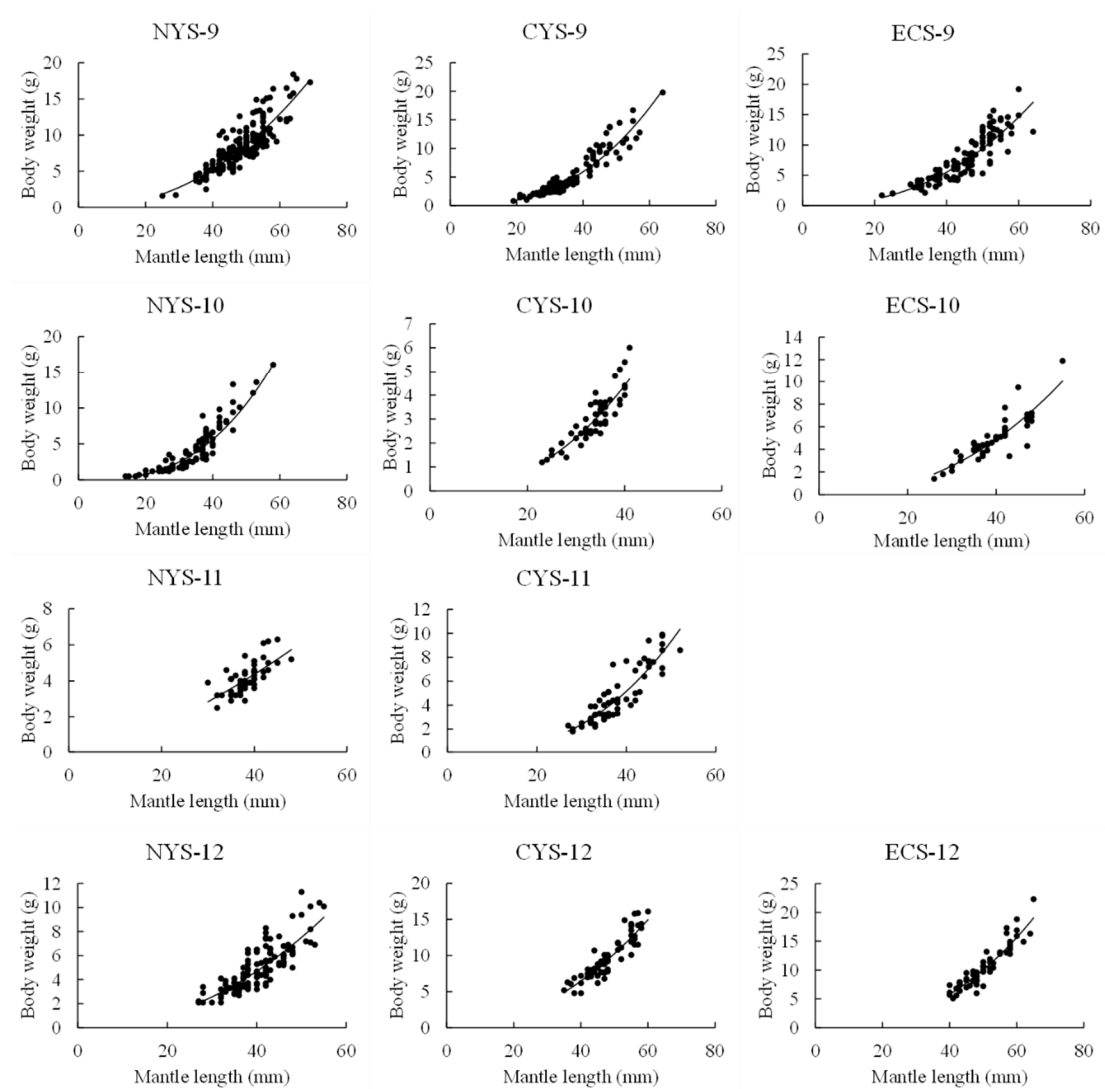 NYS-9
Body weight (g)
20
15
10
5
0
0 20 40 60 80
Mantle length (mm)
CYS-9
Body weight (g)
25
20
15
10
5
0
0 20 40 60 80
Mantle length (mm)
ECS-9
Body weight (g)
25
20
15
10
5
0
0 20 40 60 80
Mantle length (mm)
NYS-10
Body weight (g)
20
15
10
5
0
0 20 40 60 80
Mantle length (mm)
CYS-10
Body weight (g)
7
6
5
4
3
2
1
0
0 20 40 60
Mantle length (mm)
ECS-10
Body weight (g)
14
12
10
8
6
4
2
0
0 20 40 60
Mantle length (mm)
NYS-11
Body weight (g)
8
6
4
2
0
0 20 40 60
Mantle length (mm)
CYS-11
Body weight (g)
12
10
8
6
4
2
0
0 20 40 60
Mantle length (mm)
NYS-12
Body weight (g)
12
10
8
6
4
2
0
0 20 40 60
Mantle length (mm)
CYS-12
Body weight (g)
20
15
10
5
0
0 20 40 60 80
Mantle length (mm)
ECS-12
Body weight (g)
25
20
15
10
5
0
0 20 40 60 80
Mantle length (mm)